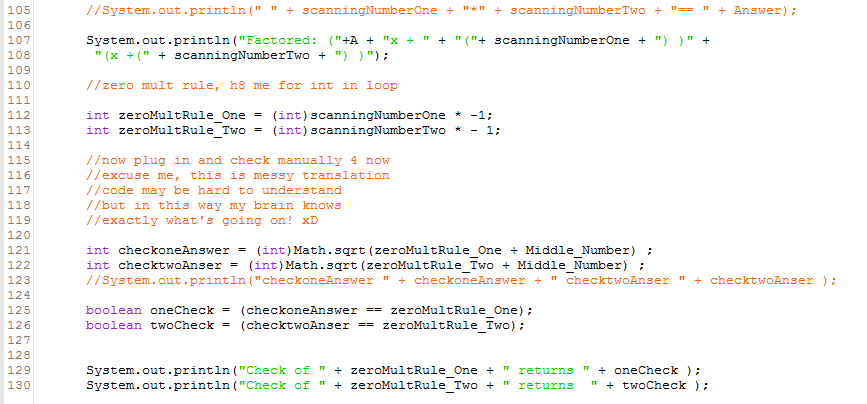 105 //System.out.println(" " + scanningNumberOne + "*" + scanningNumberTwo + "== " + Answer);
106
107 System.out.println("Factored: ("+A + "x + " + "("+ scanningNumberOne + ") )" +
108 "(x +(" + scanningNumberTwo + ") )");
109
110 //zero mult rule, h8 me for int in loop
111
112 int zeroMultRule_One = (int)scanningNumberOne * -1;
113 int zeroMultRule_Two = (int)scanningNumberTwo * - 1;
114
115 //now plug in and check manually 4 now
116 //excuse me, this is messy translation
117 //code may be hard to understand
118 //but in this way my brain knows
119 //exactly what's going on! xD
120
121 int checkoneAnswer = (int)Math.sqrt(zeroMultRule_One + Middle_Number) ;
122 int checktwoAnser = (int)Math.sqrt(zeroMultRule_Two + Middle_Number) ;
123 //System.out.println("checkoneAnswer " + checkoneAnswer + " checktwoAnser " + checktwoAnser );
124
125 boolean oneCheck = (checkoneAnswer == zeroMultRule_One);
126 boolean twoCheck = (checktwoAnser == zeroMultRule_Two);
127
128
129 System.out.println("Check of " + zeroMultRule_One + " returns " + oneCheck );
130 System.out.println("Check of " + zeroMultRule_Two + " returns  " + twoCheck );